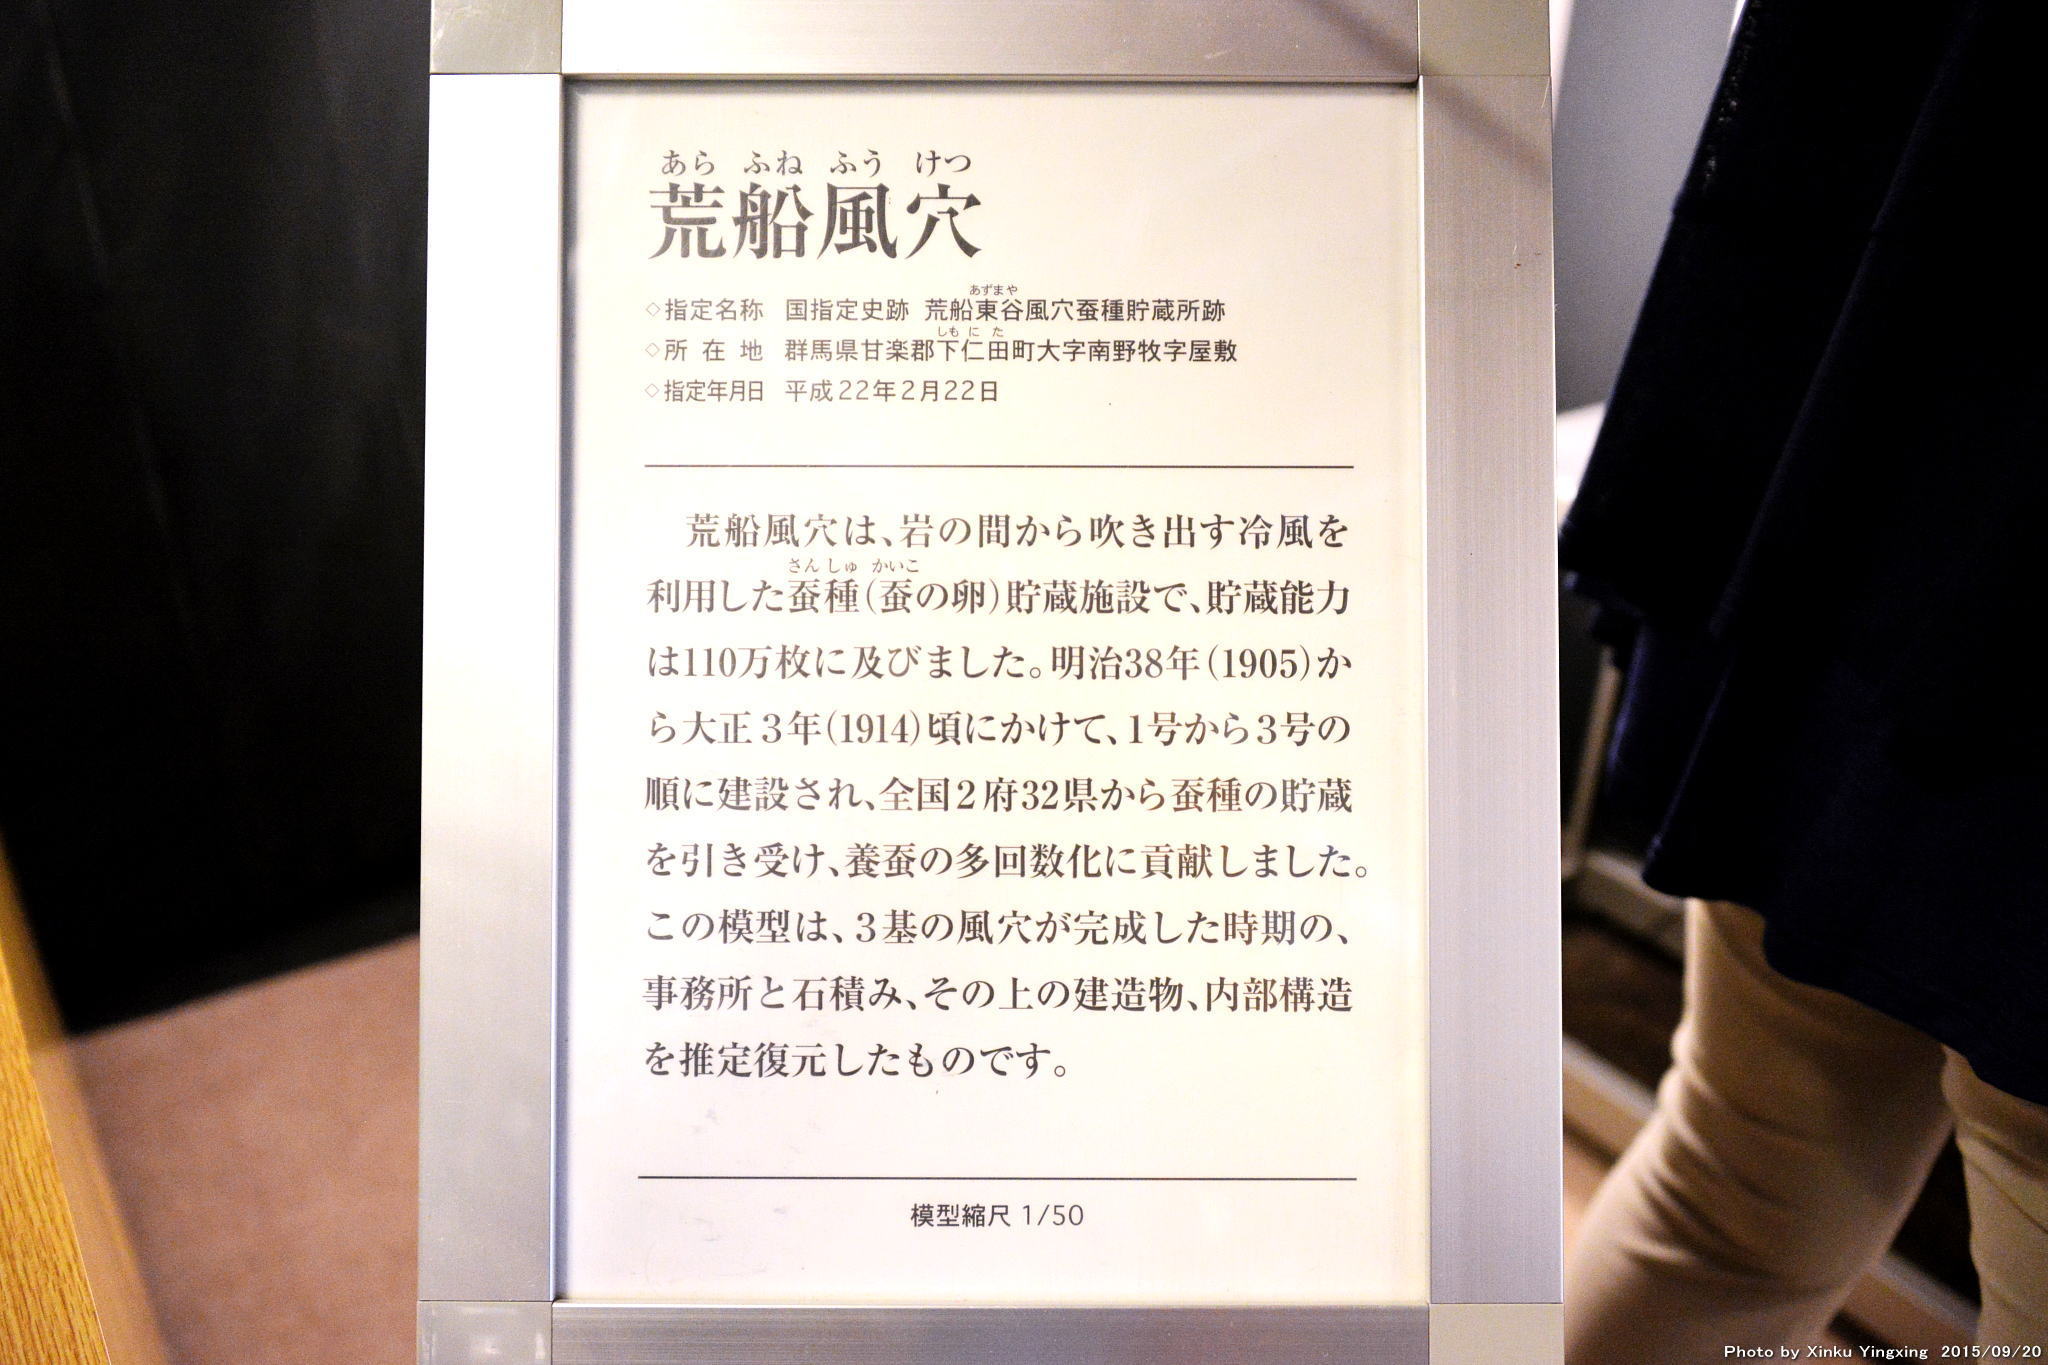 あら ふね ふう けつ
荒船風穴
あずまや
◇指定名称 国指定史跡 荒船東谷風穴蚕種貯蔵所跡
しも に た
◇所在地 群馬県甘楽郡下仁田町大字南野牧字屋敷
◇指定年月日 平成22年2月22日
荒船風穴は、岩の間から吹き出す冷風を
さんしゅ かいこ
利用した蚕種(蚕の卵)貯蔵施設で、貯蔵能力
は110万枚に及びました。明治38年(1905)か
ら大正3年(1914)頃にかけて、1号から3号の
順に建設され、全国2府32県から蚕種の貯蔵
を引き受け、養蚕の多回数化に貢献しました。
この模型は、3基の風穴が完成した時期の、
事務所と石積み、その上の建造物、内部構造
を推定復元したものです。
模型縮尺 1/50
Photo by Xinku Yingxing 2015/09/20